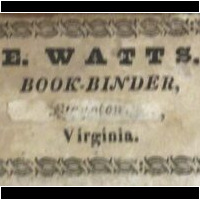 E. WATTS.
BOOK-BINDER,
Virginia.